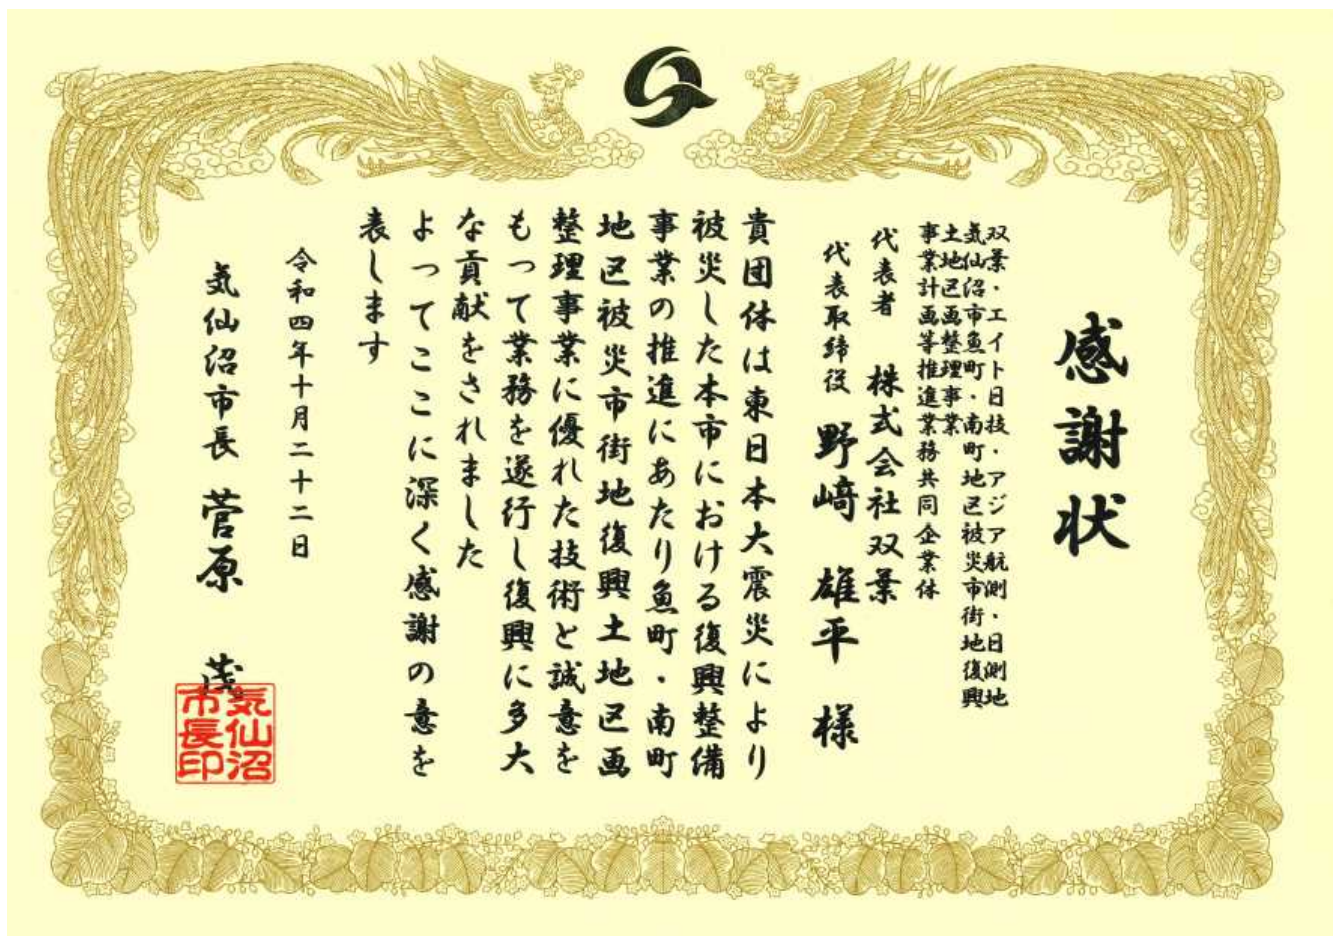 感謝状
双葉・エイト日技・アジア航測・日測地
気仙沼市魚町・南町地区被災市街地復興
土地区画整理事業
事業計画等推進業務共同企業体
代表者 株式会社双葉
代表取締役 野﨑 雄平 様
貴団体は東日本大震災により
被災した本市における復興整備
事業の推進にあたり魚町・南町
地区被災市街地復興土地区画
整理事業に優れた技術と誠意を
もって業務を遂行し復興に多大
な貢献をされました
よってここに深く感謝の意を
表します
令和四年十月二十二日
気仙沼市長 菅原 茂
気仙沼
市長印